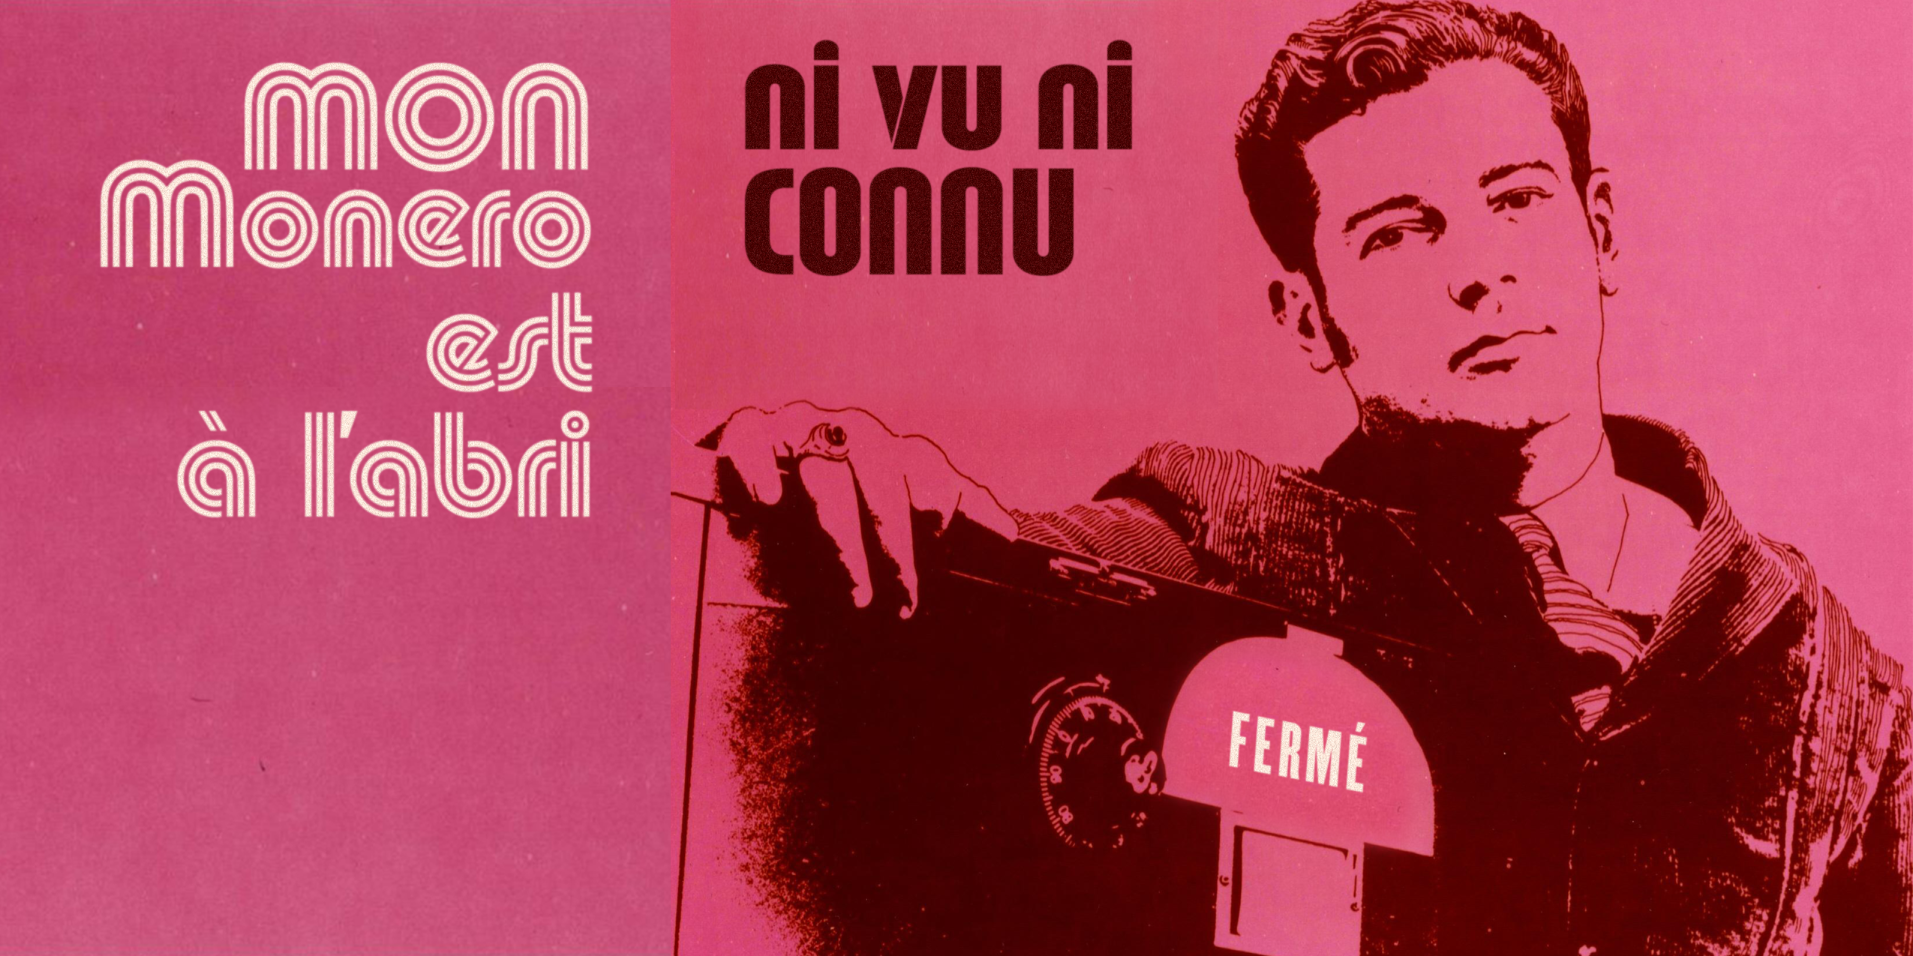 mon
Monero
est
à l'abri
ni vu ni
connu
FERMÉ